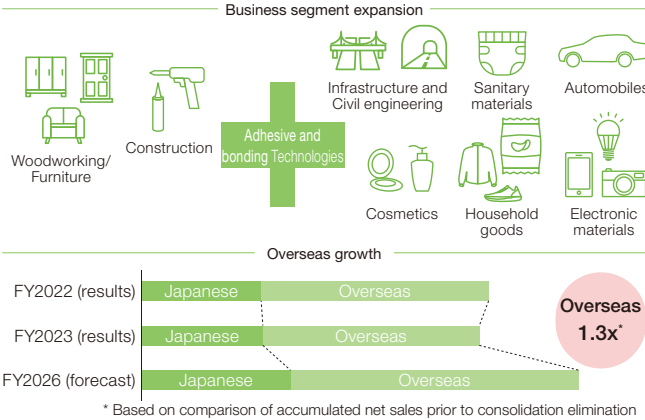 Business segment expansion
Woodworking/
Furniture
Construction
Adhesive and
bonding Technologies
Infrastructure and
Civil engineering
Sanitary
materials
Automobiles
Cosmetics
Household
goods
Electronic
materials
Overseas growth
FY2022 (results)
Japanese
Overseas
FY2023 (results)
Japanese
Overseas
FY2026 (forecast)
Japanese
Overseas
Overseas
1.3x*
* Based on comparison of accumulated net sales prior to consolidation elimination